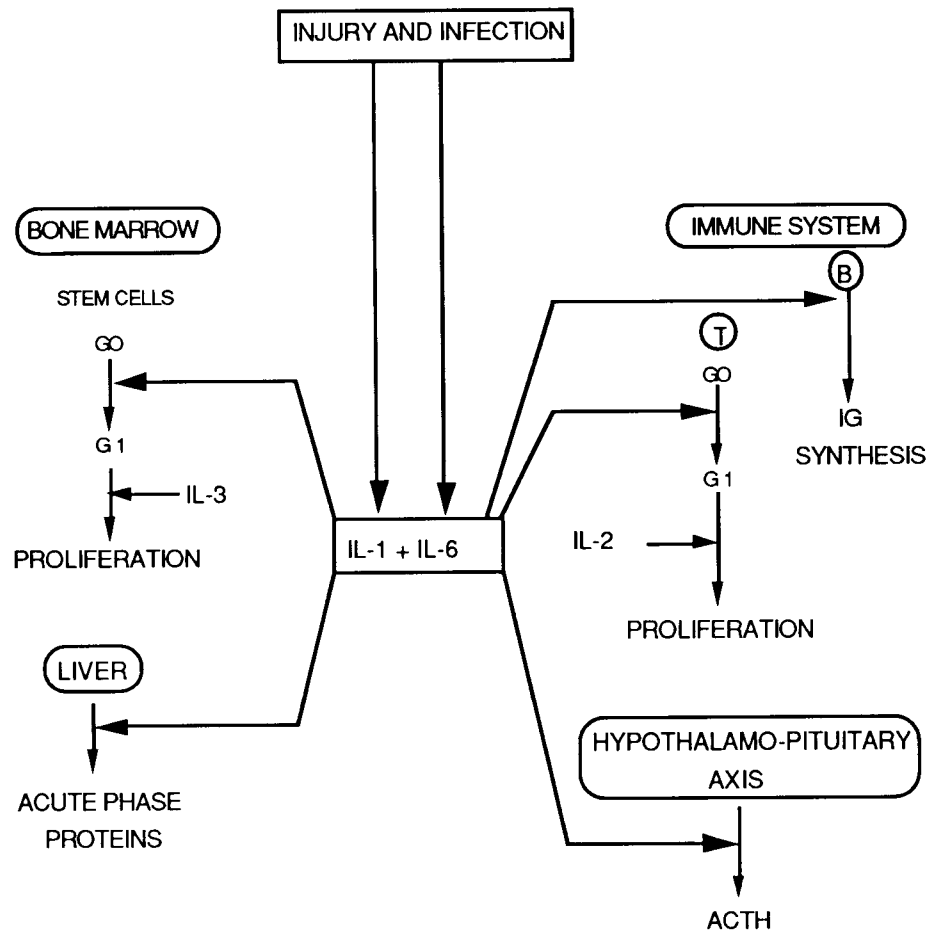 INJURY AND INFECTION
BONE MARROW
STEM CELLS
GO
G1
IL-3
PROLIFERATION
LIVER
ACUTE PHASE
PROTEINS
IL-1 + IL-6
IMMUNE SYSTEM
B
IG
SYNTHESIS
T
GO
G1
IL-2
PROLIFERATION
HYPOTHALAMO-PITUITARY
AXIS
ACTH